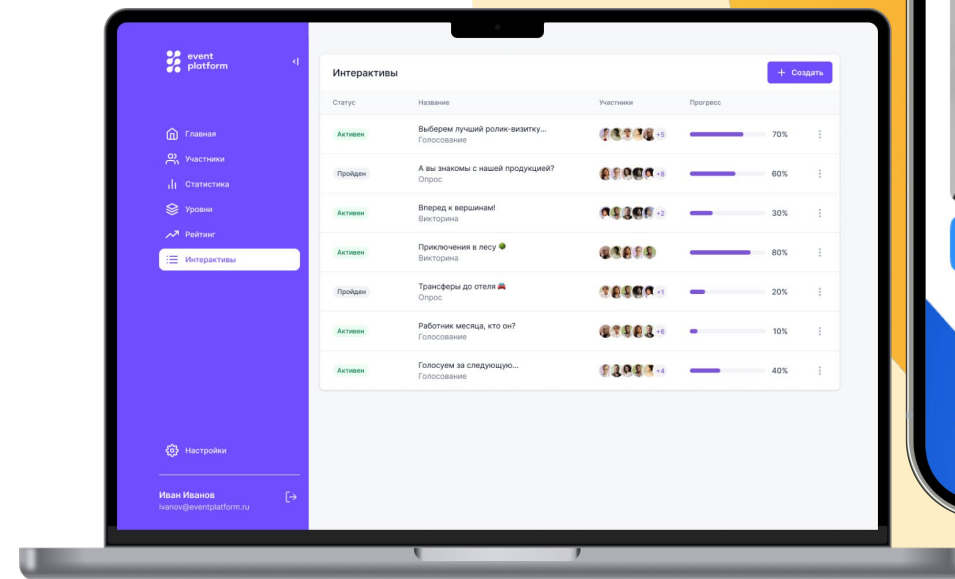 event
platform
Главная
Участники
Статистика
Уровни
Рейтинг
Интерактивы
Настройки
Иван Иванов
ivanov@eventplatform.ru
Интерактивы
+ Создать
Статус Название Участники Прогресс
Активен Выберем лучший ролик-визитку... +5 70%
Голосование
Пройден А вы знакомы с нашей продукцией? +8 60%
Опрос
Активен Вперед к вершинам! +2 30%
Викторина
Активен Приключения в лесу 80%
Викторина
Пройден Трансферы до отеля +1 20%
Опрос
Активен Работник месяца, кто он? +6 10%
Голосование
Активен Голосуем за следующую... +4 40%
Голосование